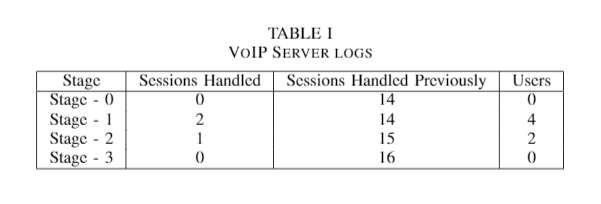 TABLE I
VOIP SERVER LOGS
Stage Sessions Handled Sessions Handled Previously Users
Stage - 0 0 14 0
Stage - 1 2 14 4
Stage - 2 1 15 2
Stage - 3 0 16 0